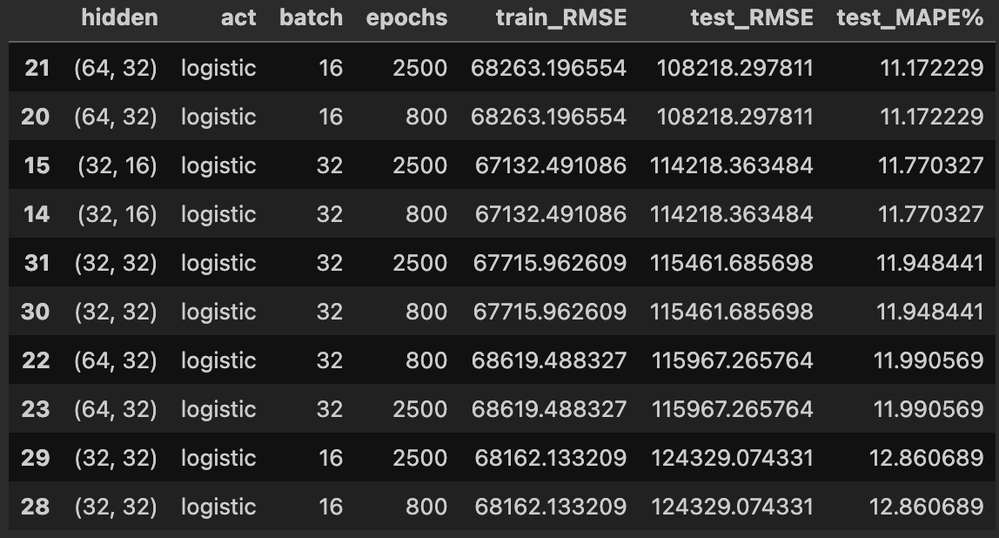 hidden act batch epochs train_RMSE test_RMSE test_MAPE%
21 (64, 32) logistic 16 2500 68263.196554 108218.297811 11.172229
20 (64, 32) logistic 16 800 68263.196554 108218.297811 11.172229
15 (32, 16) logistic 32 2500 67132.491086 114218.363484 11.770327
14 (32, 16) logistic 32 800 67132.491086 114218.363484 11.770327
31 (32, 32) logistic 32 2500 67715.962609 115461.685698 11.948441
30 (32, 32) logistic 32 800 67715.962609 115461.685698 11.948441
22 (64, 32) logistic 32 800 68619.488327 115967.265764 11.990569
23 (64, 32) logistic 32 2500 68619.488327 115967.265764 11.990569
29 (32, 32) logistic 16 2500 68162.133209 124329.074331 12.860689
28 (32, 32) logistic 16 800 68162.133209 124329.074331 12.860689